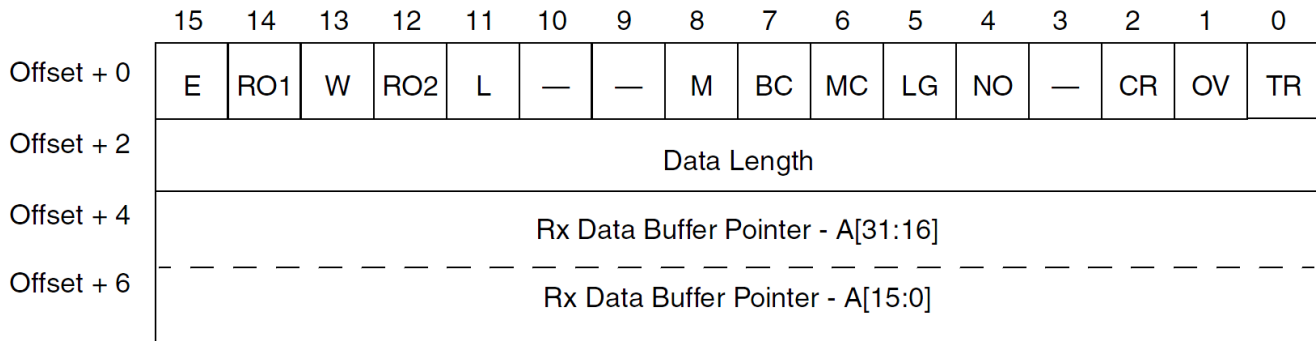 15 14 13 12 11 10 9 8 7 6 5 4 3 2 1 0
Offset + 0 E RO1 W RO2 L — — M BC MC LG NO — CR OV TR
Offset + 2 Data Length
Offset + 4 Rx Data Buffer Pointer - A[31:16]
Offset + 6 Rx Data Buffer Pointer - A[15:0]